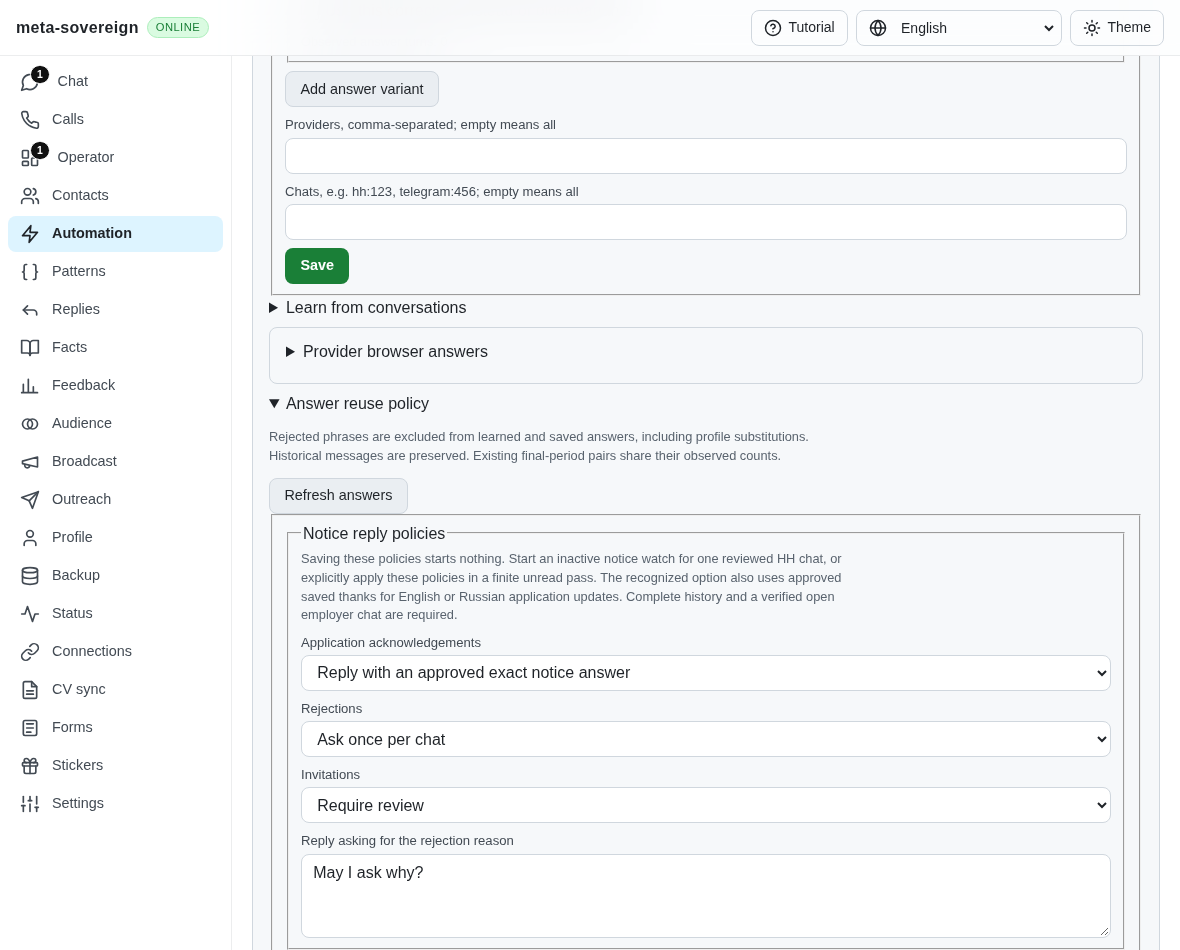 meta-sovereign
ONLINE
Tutorial
English
Theme
1
Chat
Calls
1
Operator
Contacts
Automation
Patterns
Replies
Facts
Feedback
Audience
Broadcast
Outreach
Profile
Backup
Status
Connections
CV sync
Forms
Stickers
Settings
Add answer variant
Providers, comma-separated; empty means all
Chats, e.g. hh:123, telegram:456; empty means all
Save
Learn from conversations
Provider browser answers
Answer reuse policy
Rejected phrases are excluded from learned and saved answers, including profile substitutions.
Historical messages are preserved. Existing final-period pairs share their observed counts.
Refresh answers
Notice reply policies
Saving these policies starts nothing. Start an inactive notice watch for one reviewed HH chat, or
explicitly apply these policies in a finite unread pass. The recognized option also uses approved
saved thanks for English or Russian application updates. Complete history and a verified open
employer chat are required.
Application acknowledgements
Reply with an approved exact notice answer
Rejections
Ask once per chat
Invitations
Require review
Reply asking for the rejection reason
May I ask why?